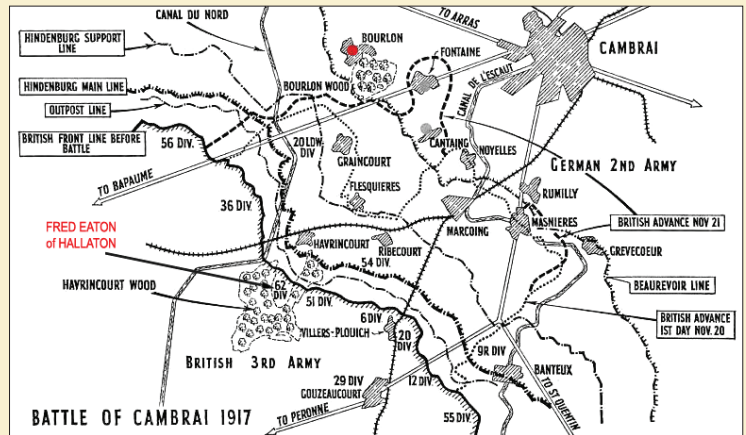 CANAL DU NORD
TO ARRAS
HINDENBURG SUPPORT
LINE
BOURLON
FONTAINE
CAMBRAI
HINDENBURG MAIN LINE
BOURLON WOOD
CANAL DE L'ESCAUT
OUTPOST LINE
BRITISH FRONT LINE BEFORE
BATTLE
56 DIV.
20 LDW. DIV
GRAINCOURT
CANTAING
NOYELLES
GERMAN 2ND ARMY
TO BAPAUME
FLESQUIERES
RUMILLY
36 DIV.
FRED EATON
of HALLATON
MARCOING
MASNIERES
BRITISH ADVANCE NOV 21
HAVRINCOURT
RIBECOURT
GREVECOEUR
54 DIV.
HAVRINCOURT WOOD
62
DIV
51 DIV.
BEAUREVOIR LINE
6 DIV
VILLERS-PLOUICH
20
DIV
BRITISH ADVANCE
1ST DAY NOV. 20
BRITISH 3RD ARMY
9R DIV
BANTEUX
29 DIV
GOUZEAUCOURT
12 DIV.
TO ST QUENTIN
BATTLE OF CAMBRAI 1917
TO PERONNE
55 DIV